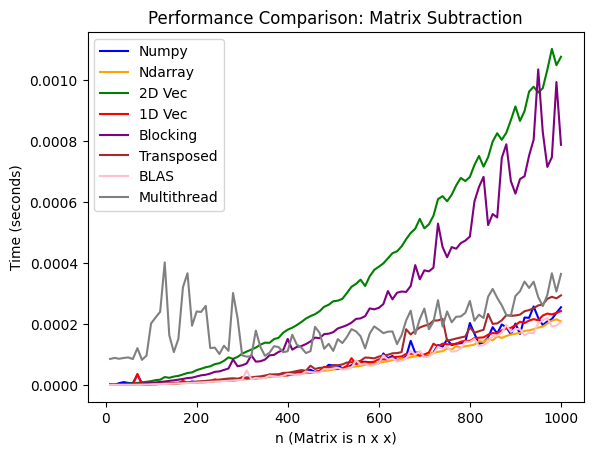 Performance Comparison: Matrix Subtraction
Numpy
Ndarray
2D Vec
1D Vec
Blocking
Transposed
BLAS
Multithread
Time (seconds)
0.0010
0.0008
0.0006
0.0004
0.0002
0.0000
0 200 400 600 800 1000
n (Matrix is n x x)